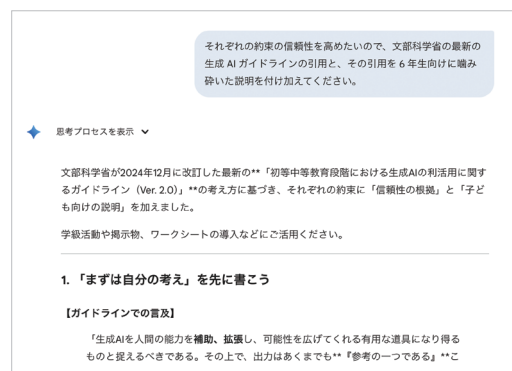 それぞれの約束の信頼性を高めたいので、文部科学省の最新の
生成 AI ガイドラインの引用と、その引用を 6 年生向けに噛み
砕いた説明を付け加えてください。
思考プロセスを表示
文部科学省が2024年12月に改訂した最新の**「初等中等教育段階における生成AIの利活用に関す
るガイドライン（Ver. 2.0）」**の考え方に基づき、それぞれの約束に「信頼性の根拠」と「子ど
も向けの説明」を加えました。
学級活動や掲示物、ワークシートの導入などにご活用ください。
1. 「まずは自分の考え」を先に書こう
【ガイドラインでの言及】
「生成AIを人間の能力を補助、拡張し、可能性を広げてくれる有用な道具になり得る
ものと捉えるべきである。その上で、出力はあくまでも**『参考の一つである』**こ